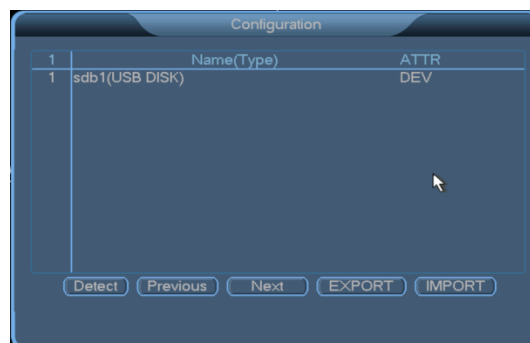 Configuration
1 Name(Type) ATTR
1 sdb1(USB DISK) DEV
Detect Previous Next EXPORT IMPORT